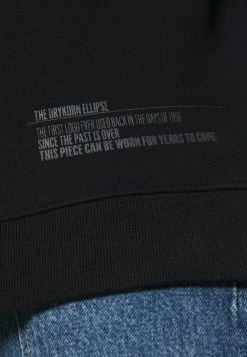 THE DRYKORN ELLIPSE
THE FIRST LOGO EVER USED BACK IN THE DAYS OF 1996
SINCE THE PAST IS OVER
THIS PIECE CAN BE WORN FOR YEARS TO COME